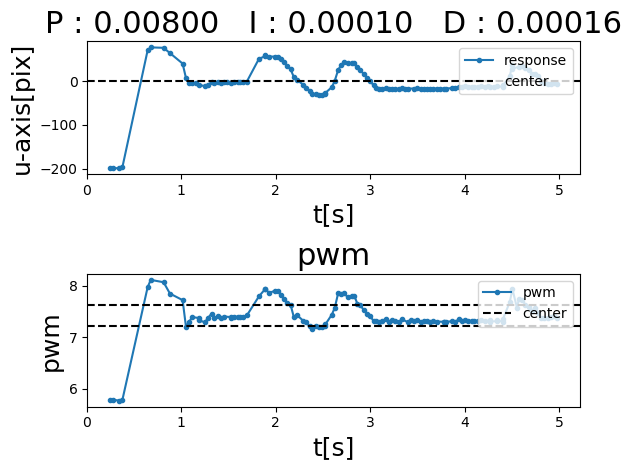 P : 0.00800 I : 0.00010 D : 0.00016
u-axis[pix]
0
−100
−200
response
center
0 1 2 3 4 5
t[s]
pwm
pwm
8
7
6
pwm
center
0 1 2 3 4 5
t[s]